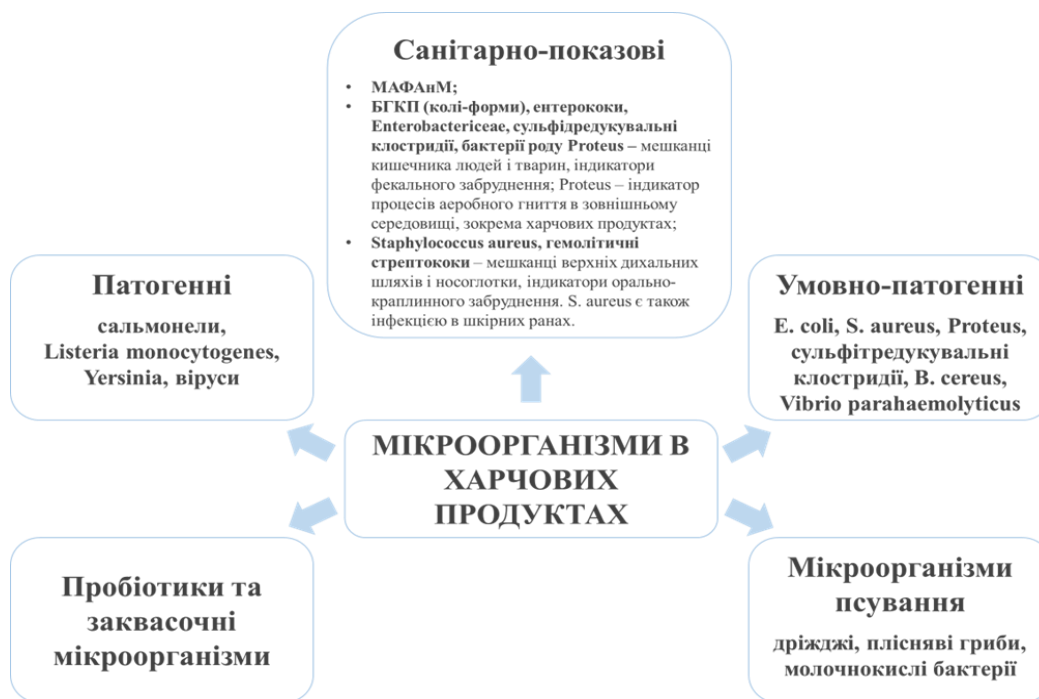 Санітарно-показові
• МАФАнМ;
• БГКП (колі-форми), ентерококи,
Enterobactericeae, сульфідредукувальні
клостридії, бактерії роду Proteus – мешканці
кишечника людей і тварин, індикатори
фекального забруднення; Proteus – індикатор
процесів аеробного гниття в зовнішньому
середовищі, зокрема харчових продуктах;
• Staphylococcus aureus, гемолітичні
стрептококи – мешканці верхніх дихальних
шляхів і носоглотки, індикатори орально-
краплинного забруднення. S. aureus є також
інфекцією в шкірних ранах.
Патогенні
сальмонели,
Listeria monocytogenes,
Yersinia, віруси
Умовно-патогенні
E. coli, S. aureus, Proteus,
сульфітредукувальні
клостридії, B. cereus,
Vibrio parahaemolyticus
МІКРООРГАНІЗМИ В
ХАРЧОВИХ
ПРОДУКТАХ
Пробіотики та
заквасочні
мікроорганізми
Мікроорганізми
псування
дріжджі, плісняві гриби,
молочнокислі бактерії